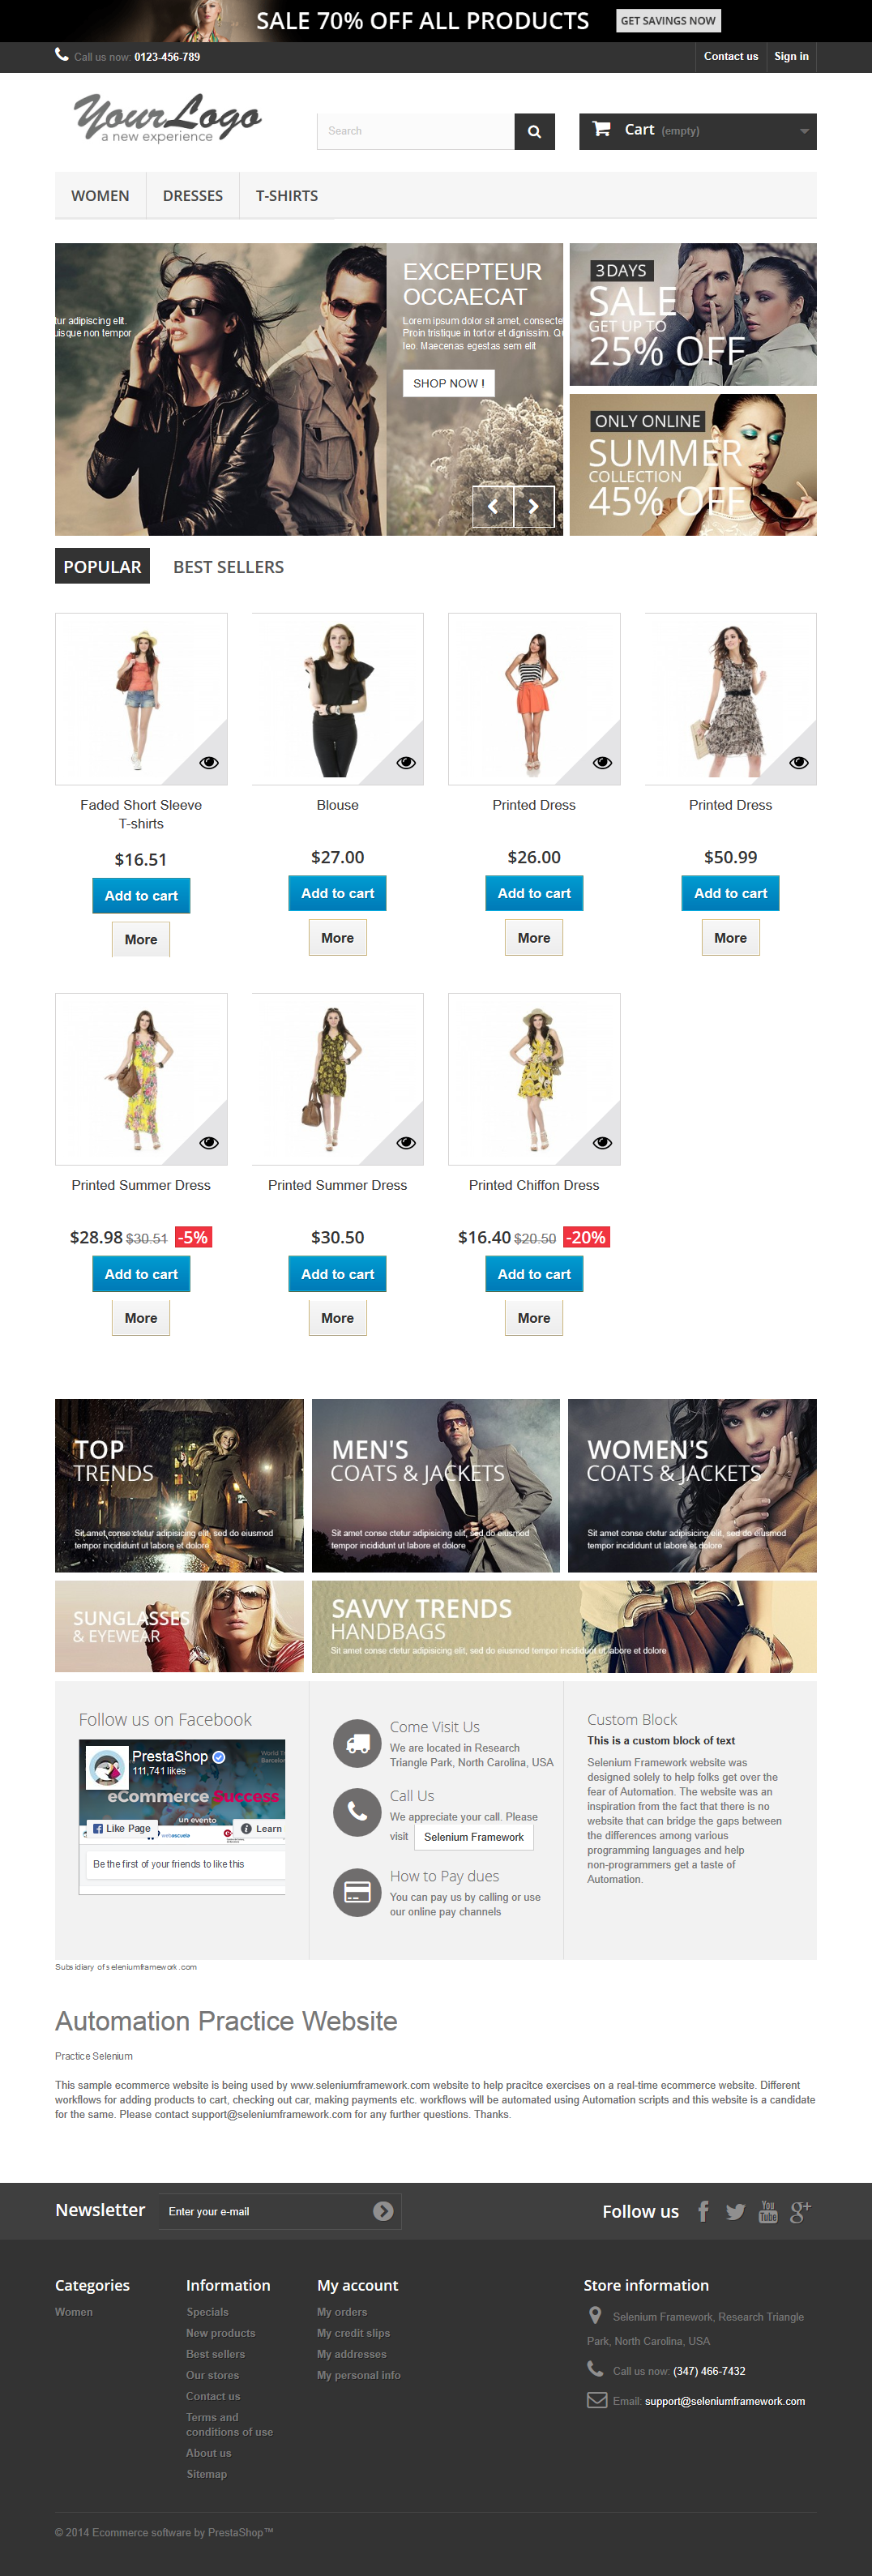 SALE 70% OFF ALL PRODUCTS GET SAVINGS NOW
Call us now: 0123-456-789
Contact us Sign in
YourLogo
a new experience
Search
Cart (empty)
WOMEN DRESSES T-SHIRTS
tur adipiscing elit.
uisque non tempor
EXCEPTEUR
OCCAECAT
Lorem ipsum dolor sit amet, consecte
Proin tristique in tortor et dignissim. Qu
leo. Maecenas egestas sem elit
SHOP NOW !
3DAYS
SALE
GET UP TO
25% OFF
ONLY ONLINE
SUMMER
COLLECTION
45% OFF
POPULAR BEST SELLERS
Faded Short Sleeve
T-shirts
$16.51
Add to cart
More
Blouse
$27.00
Add to cart
More
Printed Dress
$26.00
Add to cart
More
Printed Dress
$50.99
Add to cart
More
Printed Summer Dress
$28.98 $30.51 -5%
Add to cart
More
Printed Summer Dress
$30.50
Add to cart
More
Printed Chiffon Dress
$16.40 $20.50 -20%
Add to cart
More
TOP
TRENDS
Sit amet conse ctetur adipisicing elit, sed do eiusmod
tempor incididunt ut labore et dolore
MEN'S
COATS & JACKETS
Sit amet conse ctetur adipisicing elit, sed do eiusmod
tempor incididunt ut labore et dolore
WOMEN'S
COATS & JACKETS
Sit amet conse ctetur adipisicing elit, sed do eiusmod
tempor incididunt ut labore et dolore
SUNGLASSES
& EYEWEAR
SAVVY TRENDS
HANDBAGS
Sit amet conse ctetur adipisicing elit, sed do eiusmod tempor incididunt ut labore et dolore
Follow us on Facebook
PrestaShop
111,741 likes
World T
Barcelon
eCommerce Success
un evento
webescuela
Like Page
Learn
Be the first of your friends to like this
Come Visit Us
We are located in Research
Triangle Park, North Carolina, USA
Call Us
We appreciate your call. Please
visit Selenium Framework
How to Pay dues
You can pay us by calling or use
our online pay channels
Custom Block
This is a custom block of text
Selenium Framework website was
designed solely to help folks get over the
fear of Automation. The website was an
inspiration from the fact that there is no
website that can bridge the gaps between
the differences among various
programming languages and help
non-programmers get a taste of
Automation.
Subsidiary of seleniumframework.com
Automation Practice Website
Practice Selenium
This sample ecommerce website is being used by www.seleniumframework.com website to help pracitce exercises on a real-time ecommerce website. Different
workflows for adding products to cart, checking out car, making payments etc. workflows will be automated using Automation scripts and this website is a candidate
for the same. Please contact support@seleniumframework.com for any further questions. Thanks.
Newsletter Enter your e-mail
Follow us
You
Tube
Categories
Women
Information
Specials
New products
Best sellers
Our stores
Contact us
Terms and
conditions of use
About us
Sitemap
My account
My orders
My credit slips
My addresses
My personal info
Store information
Selenium Framework, Research Triangle
Park, North Carolina, USA
Call us now: (347) 466-7432
Email: support@seleniumframework.com
© 2014 Ecommerce software by PrestaShop™